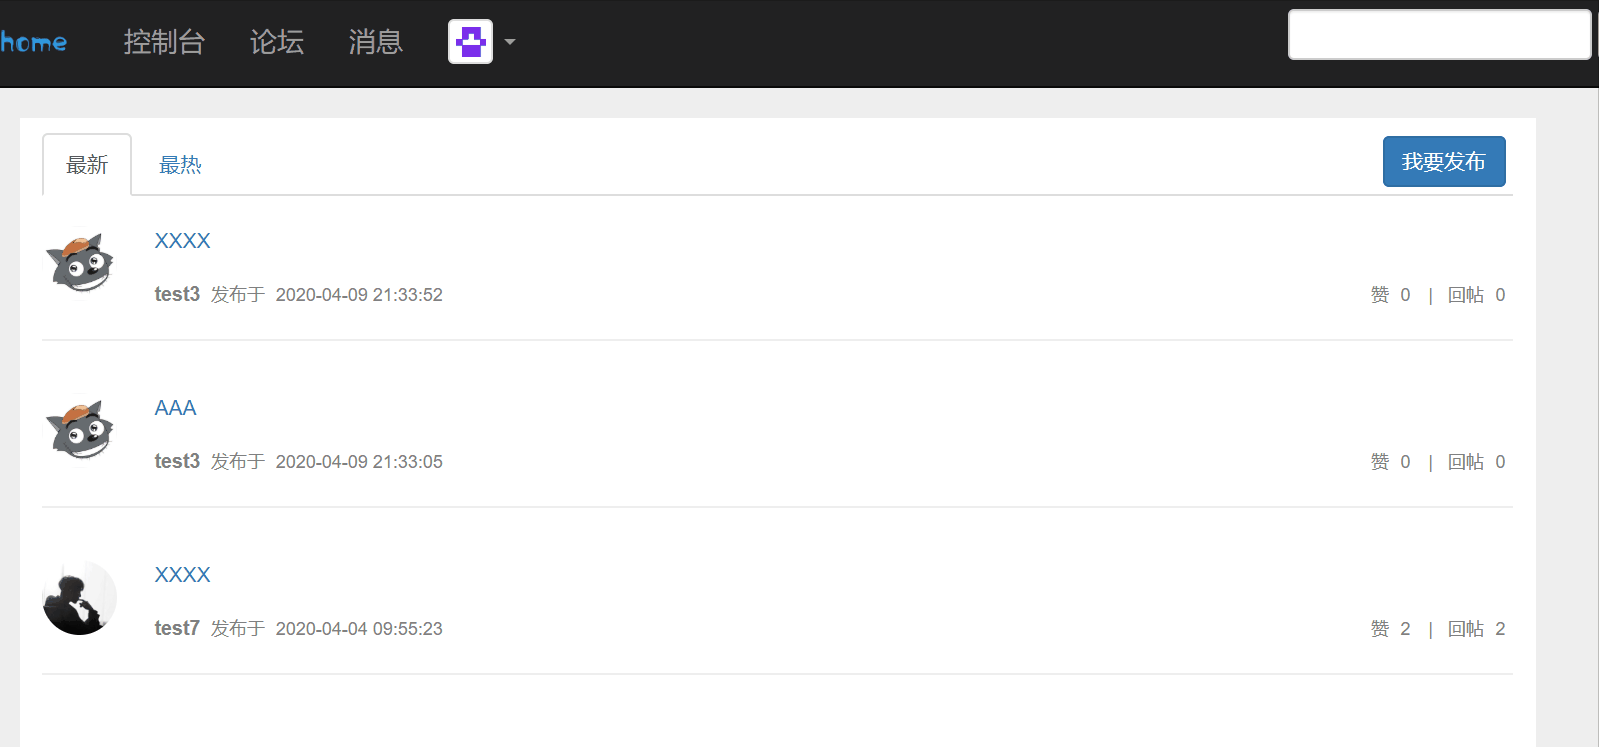 home 控制台 论坛 消息
最新 最热 我要发布
XXXX
test3 发布于 2020-04-09 21:33:52 赞 0 | 回帖 0
AAA
test3 发布于 2020-04-09 21:33:05 赞 0 | 回帖 0
XXXX
test7 发布于 2020-04-04 09:55:23 赞 2 | 回帖 2